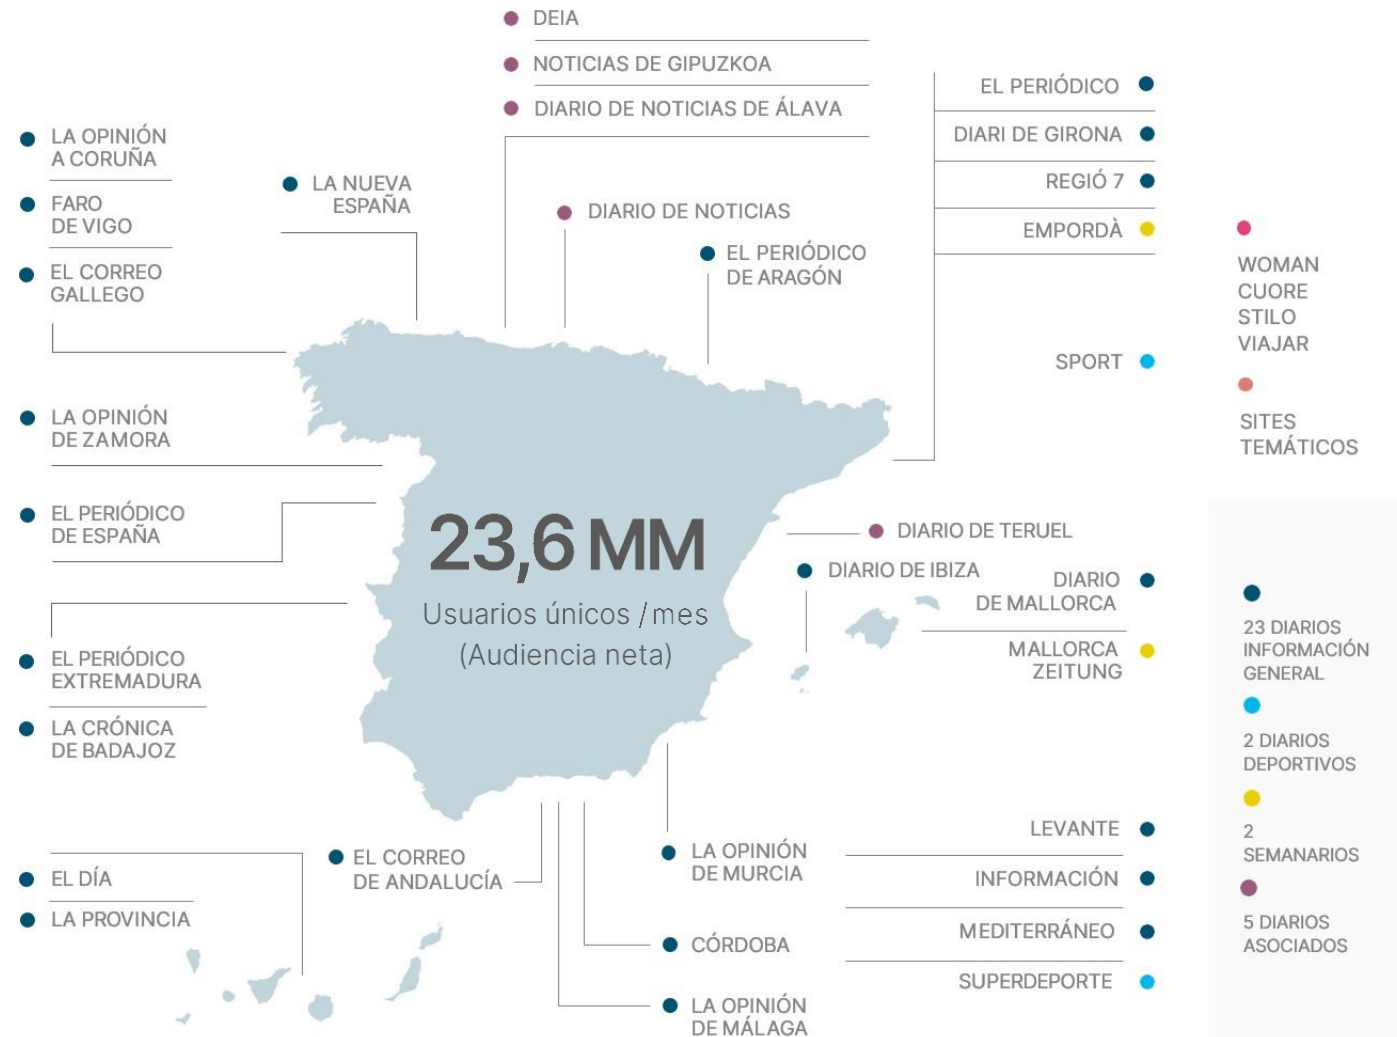 DEIA
NOTICIAS DE GIPUZKOA
DIARIO DE NOTICIAS DE ÁLAVA
LA OPINIÓN
A CORUÑA
FARO
DE VIGO
EL CORREO
GALLEGO
LA NUEVA
ESPAÑA
DIARIO DE NOTICIAS
EL PERIÓDICO
DE ARAGÓN
EL PERIÓDICO
DIARI DE GIRONA
REGIÓ 7
EMPORDÀ
SPORT
WOMAN
CUORE
STILO
VIAJAR
SITES
TEMÁTICOS
LA OPINIÓN
DE ZAMORA
EL PERIÓDICO
DE ESPAÑA
EL PERIÓDICO
EXTREMADURA
LA CRÓNICA
DE BADAJOZ
23,6 MM
Usuarios únicos /mes
(Audiencia neta)
DIARIO DE TERUEL
DIARIO DE IBIZA
DIARIO
DE MALLORCA
MALLORCA
ZEITUNG
EL DÍA
LA PROVINCIA
EL CORREO
DE ANDALUCÍA
LA OPINIÓN
DE MURCIA
CÓRDOBA
LA OPINIÓN
DE MÁLAGA
LEVANTE
INFORMACIÓN
MEDITERRÁNEO
SUPERDEPORTE
23 DIARIOS
INFORMACIÓN
GENERAL
2 DIARIOS
DEPORTIVOS
2
SEMANARIOS
5 DIARIOS
ASOCIADOS